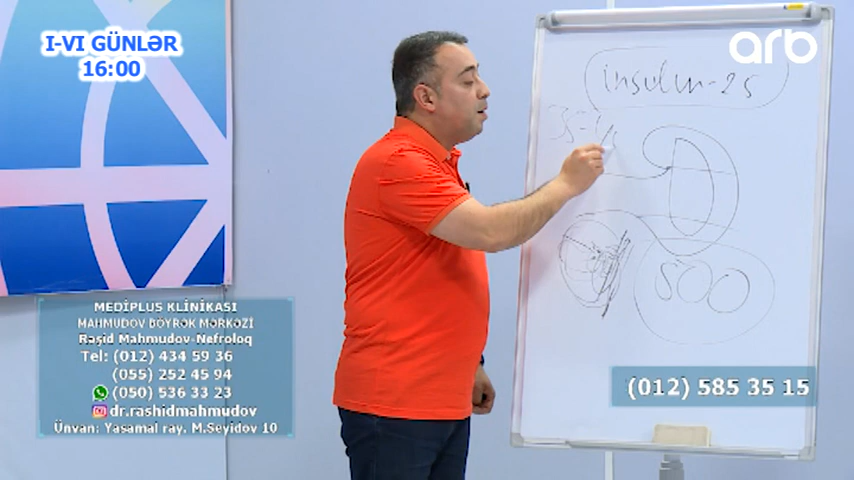 I-VI GÜNLƏR
16:00
arb
insulin-25
500
MEDİPLUS KLİNİKASI
MAHMUDOV BÖYRƏK MƏRKƏZİ
Rəşid Mahmudov-Nefroloq
Tel: (012) 434 59 36
(055) 252 45 94
(050) 536 33 23
dr.rashidmahmudov
Ünvan: Yasamal ray. M.Seyidov 10
(012) 585 35 15